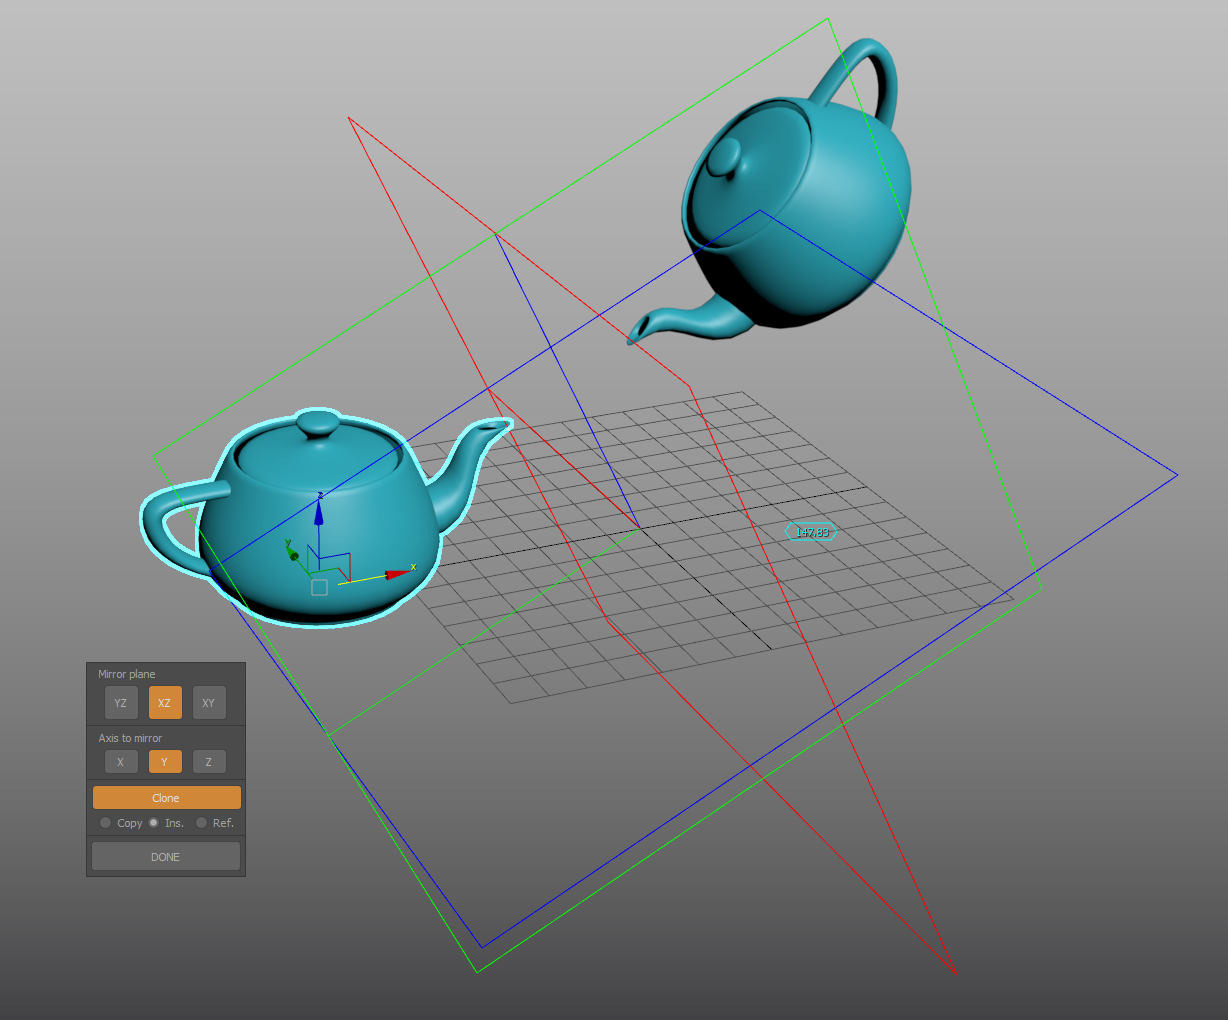 147,83
z
y
x
Mirror plane
YZ XZ XY
Axis to mirror
X Y Z
Clone
Copy Ins. Ref.
DONE